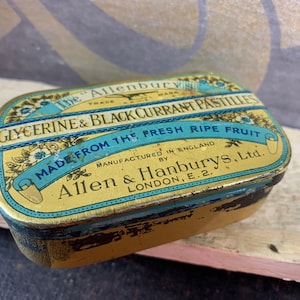 The "Allenburys"
TRADE MARK
GLYCERINE & BLACK CURRANT PASTILLES
MADE FROM THE FRESH RIPE FRUIT
MANUFACTURED IN ENGLAND
BY
Allen & Hanburys. Ltd.
LONDON, E.2.